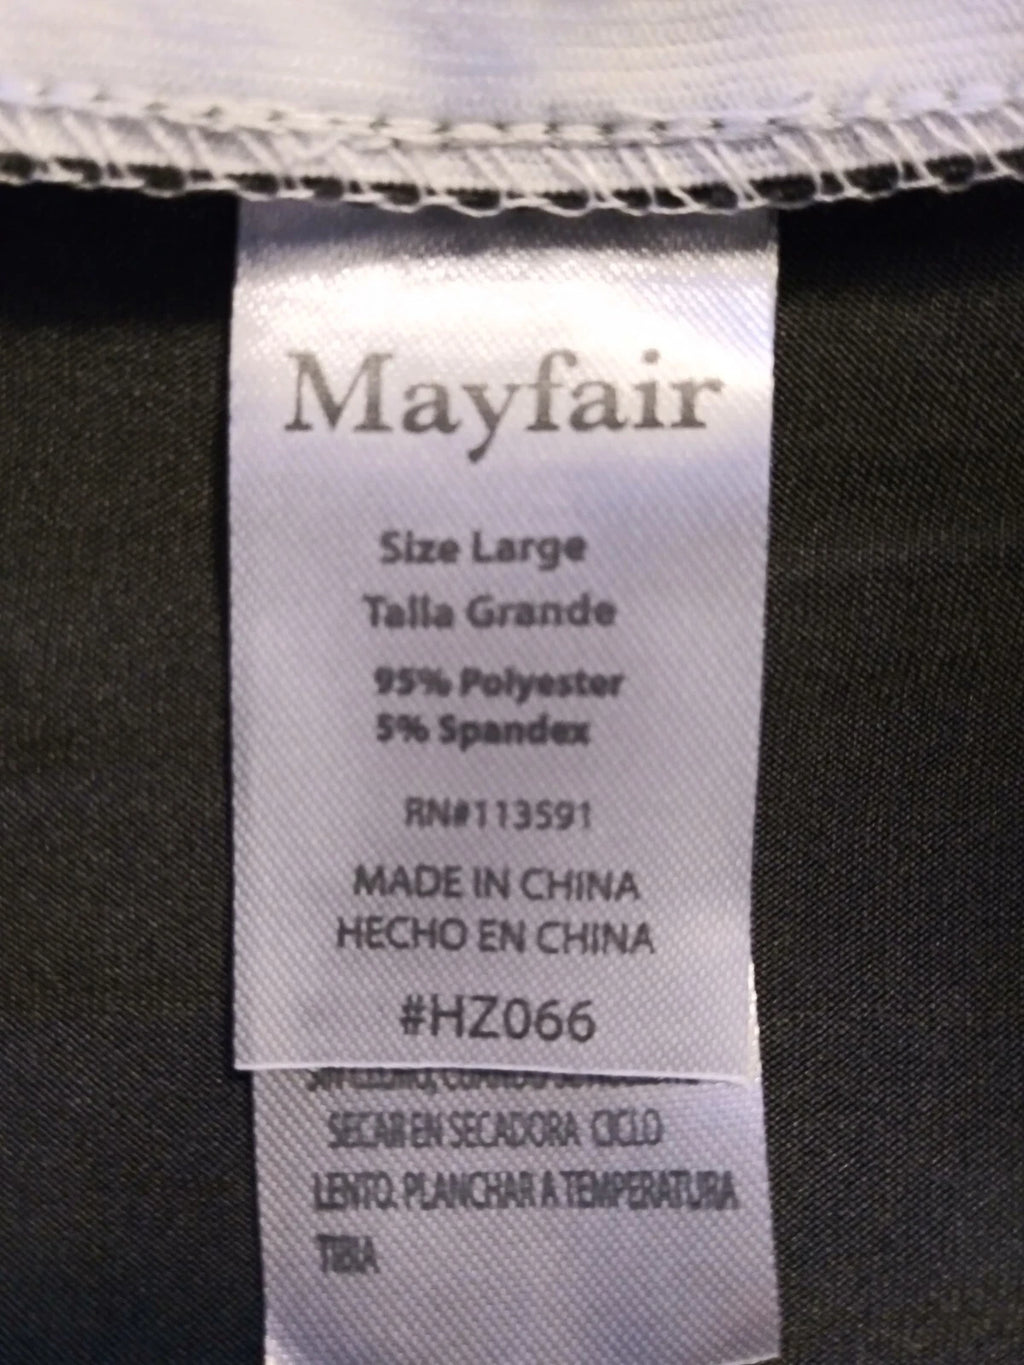 Mayfair
Size Large
Talla Grande
95% Polyester
5% Spandex
RN#113591
MADE IN CHINA
HECHO EN CHINA
#HZ066
SECAR EN SECADORA CICLO
LENTO. PLANCHAR A TEMPERATURA
TIBIA